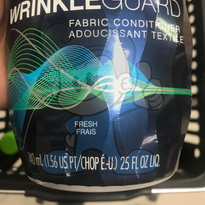 WRINKLEGUARD
FABRIC CONDITIONER
ADOUCISSANT TEXTILE
FRESH
FRAIS
740 mL (1.56 US PT/CHOP É-U.) 25 FL OZ LIQ.